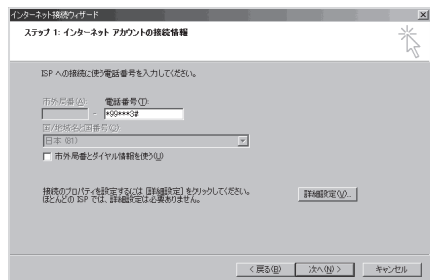 インターネット接続ウィザード
ステップ 1: インターネット アカウントの接続情報
ISP への接続に使う電話番号を入力してください。
市外局番(A): 電話番号(T):
- *99***3#
国/地域名と国番号(O)
日本 (81)
市外局番とダイヤル情報を使う(U)
接続のプロパティを設定するには [詳細設定] をクリックしてください。
ほとんどの ISP では、詳細設定は必要ありません。
詳細設定(V)...
< 戻る(B) 次へ(N) > キャンセル